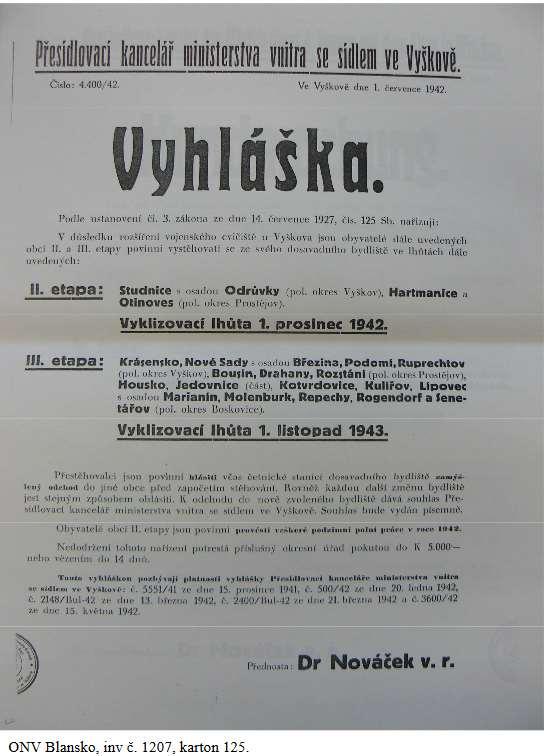 Přesídlovací kancelář ministerstva vnitra se sídlem ve Vyškově.
Číslo: 4.400/42. Ve Vyškově dne 1. července 1942.
Vyhláška.
Podle ustanovení čl. 3. zákona ze dne 14. července 1927, čís. 125 Sb. nařizuji:
V důsledku rozšíření vojenského cvičiště u Vyškova jsou obyvatelé dále uvedených
obcí II. a III. etapy povinni vystěhovati se ze svého dosavadního bydliště ve lhůtách dále
uvedených:
II. etapa: Studnice s osadou Odrůvky (pol. okres Vyškov), Hartmanice a
Otinoves (pol. okres Prostějov).
Vyklizovací lhůta 1. prosinec 1942.
III. etapa: Krásensko, Nové Sady s osadou Březina, Podomí, Ruprechtov
(pol. okres Vyškov), Bousín, Drahany, Rozstání (pol. okres Prostějov),
Housko, Jedovnice (část), Kotvrdovice, Kulířov, Lipovec
s osadou Marianín, Molenburk, Repechy, Rogendorf a Šene-
tářov (pol. okres Boskovice).
Vyklizovací lhůta 1. listopad 1943.
Přestěhovalci jsou povinni hlásiti včas četnické stanici dosavadního bydliště zamýš-
lený odchod do jiné obce před započetím stěhování. Rovněž každou další změnu bydliště
jest stejným způsobem ohlásiti. K odchodu do nově zvoleného bydliště dává souhlas Pře-
sídlovací kancelář ministerstva vnitra se sídlem ve Vyškově. Souhlas bude vydán písemně.
Obyvatelé obcí II. etapy jsou povinni provésti veškeré podzimní polní práce v roce 1942.
Nedodržení tohoto nařízení potrestá příslušný okresní úřad pokutou do K 5.000·—
nebo vězením do 14 dnů.
Touto vyhláškou pozbývají platnosti vyhlášky Přesídlovací kanceláře ministerstva vnitra
se sídlem ve Vyškově: č. 5551/41 ze dne 15. prosince 1941, č. 500/42 ze dne 20. ledna 1942,
č. 2148/Bul-42 ze dne 13. března 1942, č. 2400/Bul-42 ze dne 21. března 1942 a č. 3600/42
ze dne 15. května 1942.
Přednosta: Dr Nováček v. r.
ONV Blansko, inv č. 1207, karton 125.